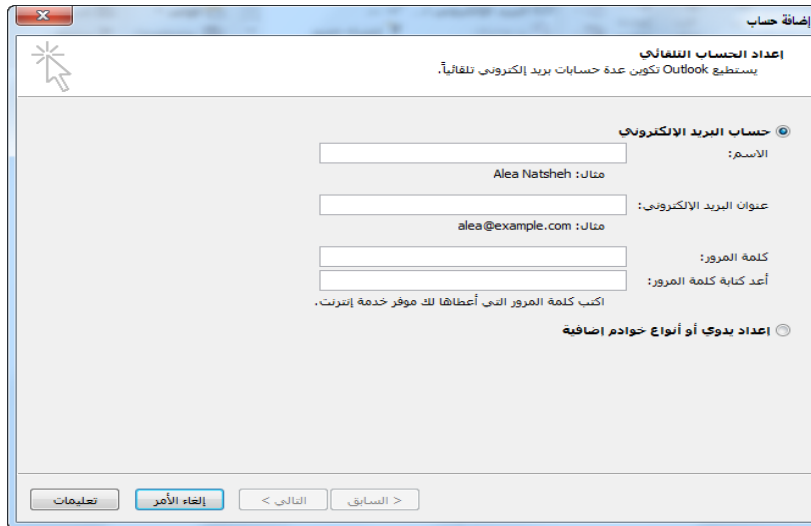 إضافة حساب
إعداد الحساب التلقائي
يستطيع Outlook تكوين عدة حسابات بريد إلكتروني تلقائياً.
حساب البريد الإلكتروني
الاسم:
مثال: Alea Natsheh
عنوان البريد الإلكتروني:
مثال: alea@example.com
كلمة المرور:
أعد كتابة كلمة المرور:
اكتب كلمة المرور التي أعطاها لك موفر خدمة إنترنت.
إعداد يدوي أو أنواع خوادم إضافية
< السابق
التالي >
إلغاء الأمر
تعليمات